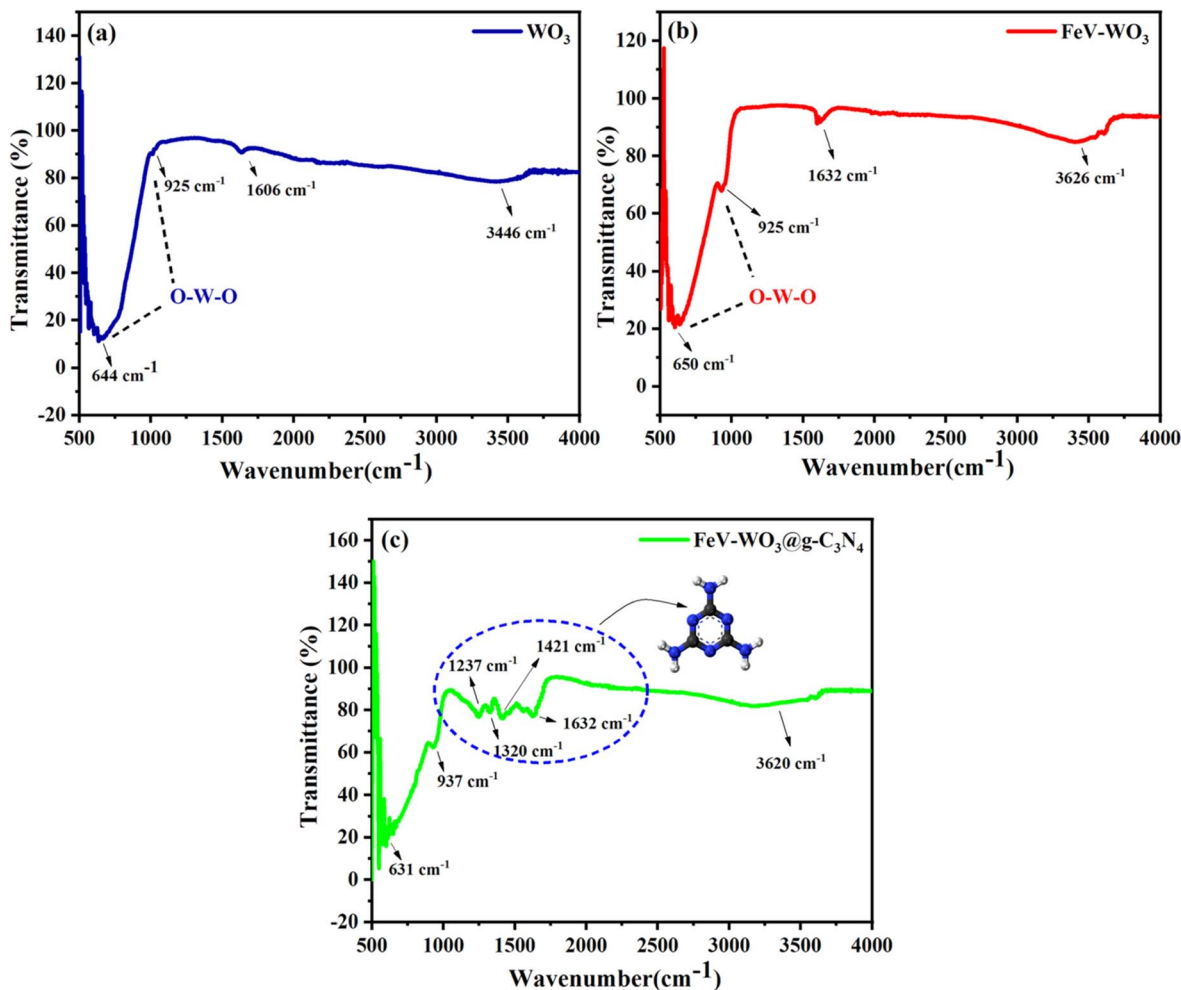 (a)
WO3
Transmittance (%)
140
120
100
80
60
40
20
0
-20
925 cm-1
1606 cm-1
3446 cm-1
O-W-O
644 cm-1
500 1000 1500 2000 2500 3000 3500 4000
Wavenumber(cm-1)
(b)
FeV-WO3
Transmittance (%)
120
100
80
60
40
20
0
1632 cm-1
3626 cm-1
925 cm-1
O-W-O
650 cm-1
500 1000 1500 2000 2500 3000 3500 4000
Wavenumber(cm-1)
(c)
FeV-WO3@g-C3N4
Transmittance (%)
160
140
120
100
80
60
40
20
0
-20
1237 cm-1
1421 cm-1
1632 cm-1
1320 cm-1
937 cm-1
3620 cm-1
631 cm-1
500 1000 1500 2000 2500 3000 3500 4000
Wavenumber(cm-1)